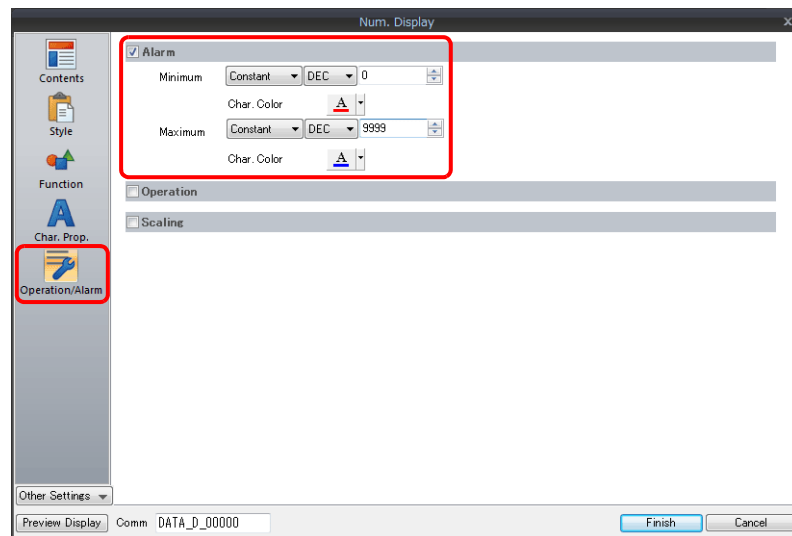 Num. Display
x
Contents
Style
Function
A
Char. Prop.
Operation/Alarm
Alarm
Minimum Constant DEC 0
Char. Color A
Maximum Constant DEC 9999
Char. Color A
Operation
Scaling
Other Settings
Preview Display Comm DATA_D_00000 Finish Cancel